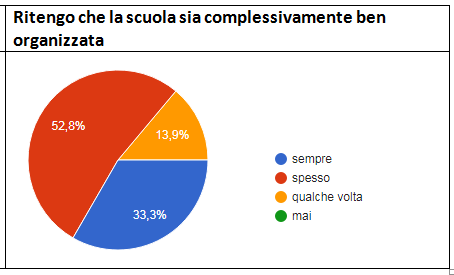 Ritengo che la scuola sia complessivamente ben
organizzata
52,8%
13,9%
33,3%
sempre
spesso
qualche volta
mai